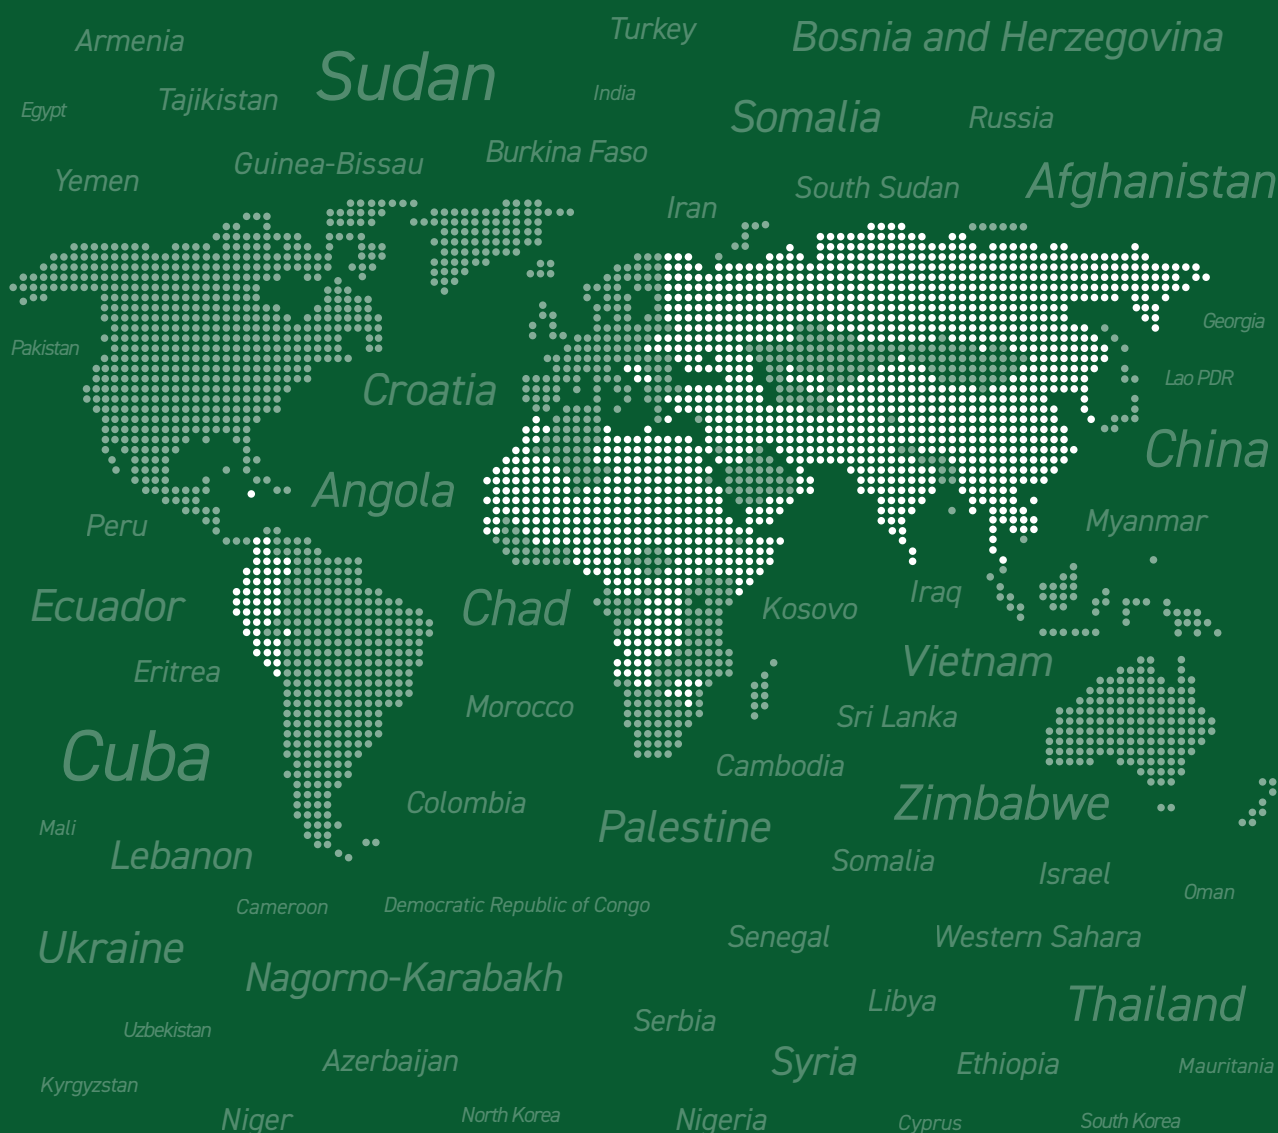 Turkey
Bosnia and Herzegovina
Armenia
Sudan
India
Tajikistan
Egypt
Somalia
Russia
Burkina Faso
Guinea-Bissau
Yemen
South Sudan
Afghanistan
Iran
Georgia
Pakistan
Lao PDR
Croatia
China
Angola
Peru
Myanmar
Iraq
Ecuador
Chad
Kosovo
Vietnam
Eritrea
Morocco
Sri Lanka
Cuba
Cambodia
Colombia
Zimbabwe
Palestine
Mali
Lebanon
Somalia
Israel
Oman
Cameroon
Democratic Republic of Congo
Senegal
Western Sahara
Ukraine
Nagorno-Karabakh
Libya
Thailand
Serbia
Uzbekistan
Azerbaijan
Syria
Ethiopia
Mauritania
Kyrgyzstan
North Korea
Niger
Nigeria
Cyprus
South Korea